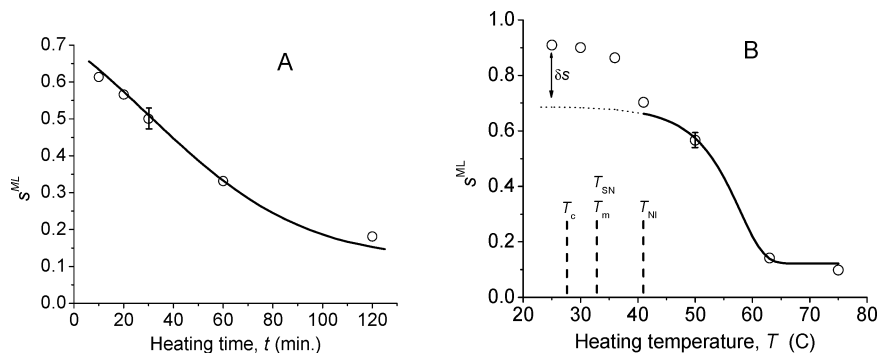 A
0.7
0.6
0.5
0.4
0.3
0.2
0.1
0.0
s^ML
0 20 40 60 80 100 120
Heating time, t (min.)
B
1.0
0.8
0.6
0.4
0.2
0.0
s^ML
δs
T_SN
T_c T_m T_NI
20 30 40 50 60 70 80
Heating temperature, T (C)